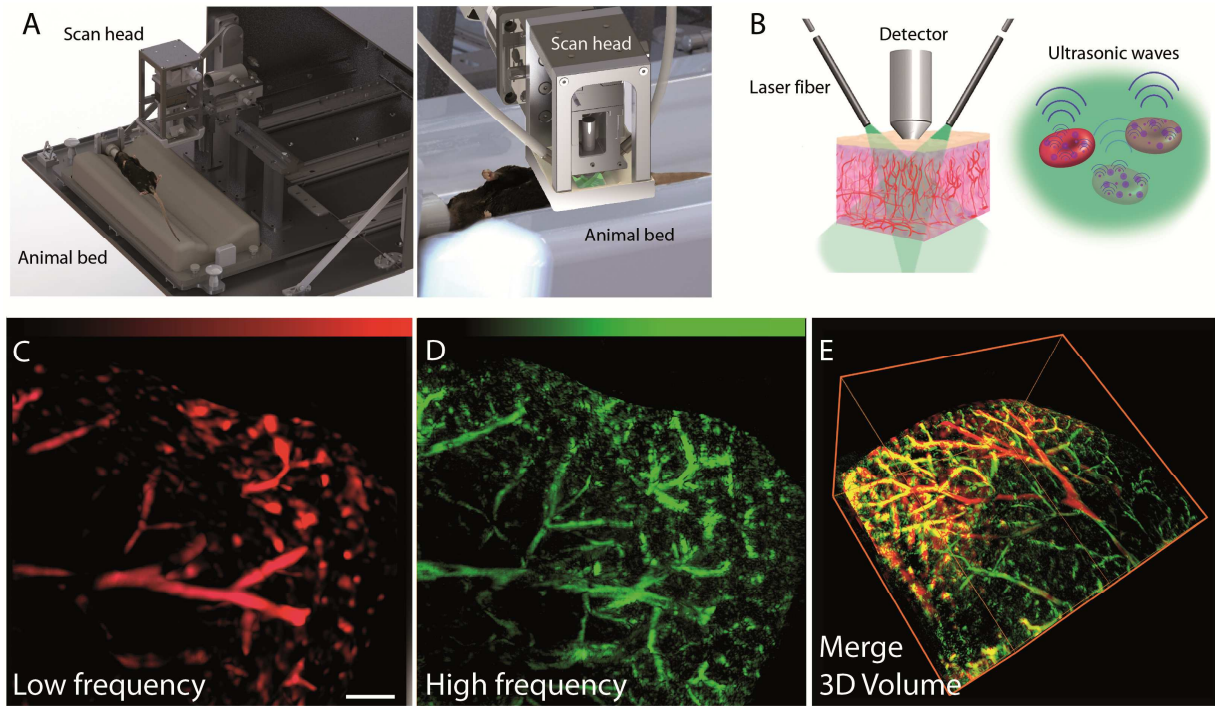 A
Scan head
Animal bed
Scan head
Animal bed
B
Detector
Laser fiber
Ultrasonic waves
C
Low frequency
D
High frequency
E
Merge
3D Volume